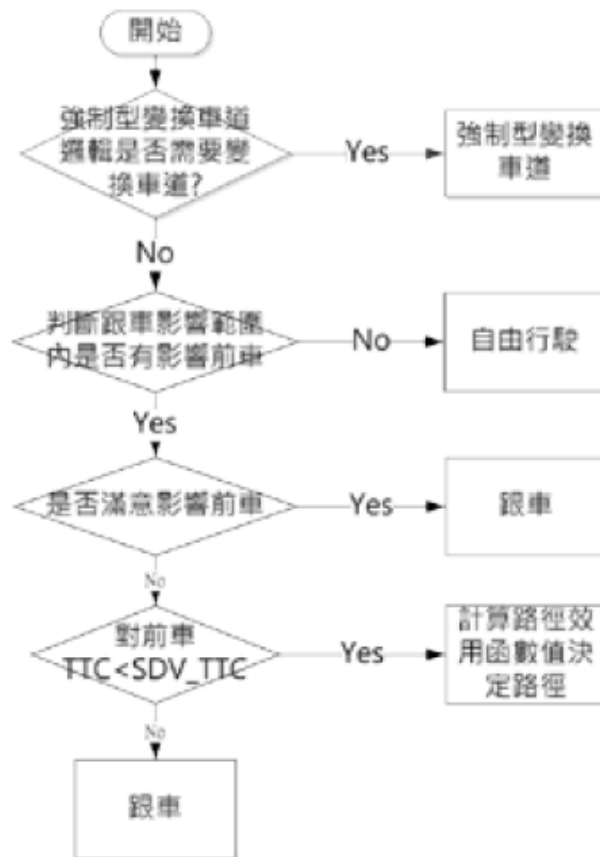 開始
強制型變換車道
邏輯是否需要變
換車道?
Yes
強制型變換
車道
No
判斷跟車影響範圍
內是否有影響前車
No
自由行駛
Yes
是否滿意影響前車
Yes
跟車
No
對前車
TTC<SDV_TTC
Yes
計算路徑效
用函數值決
定路徑
No
跟車